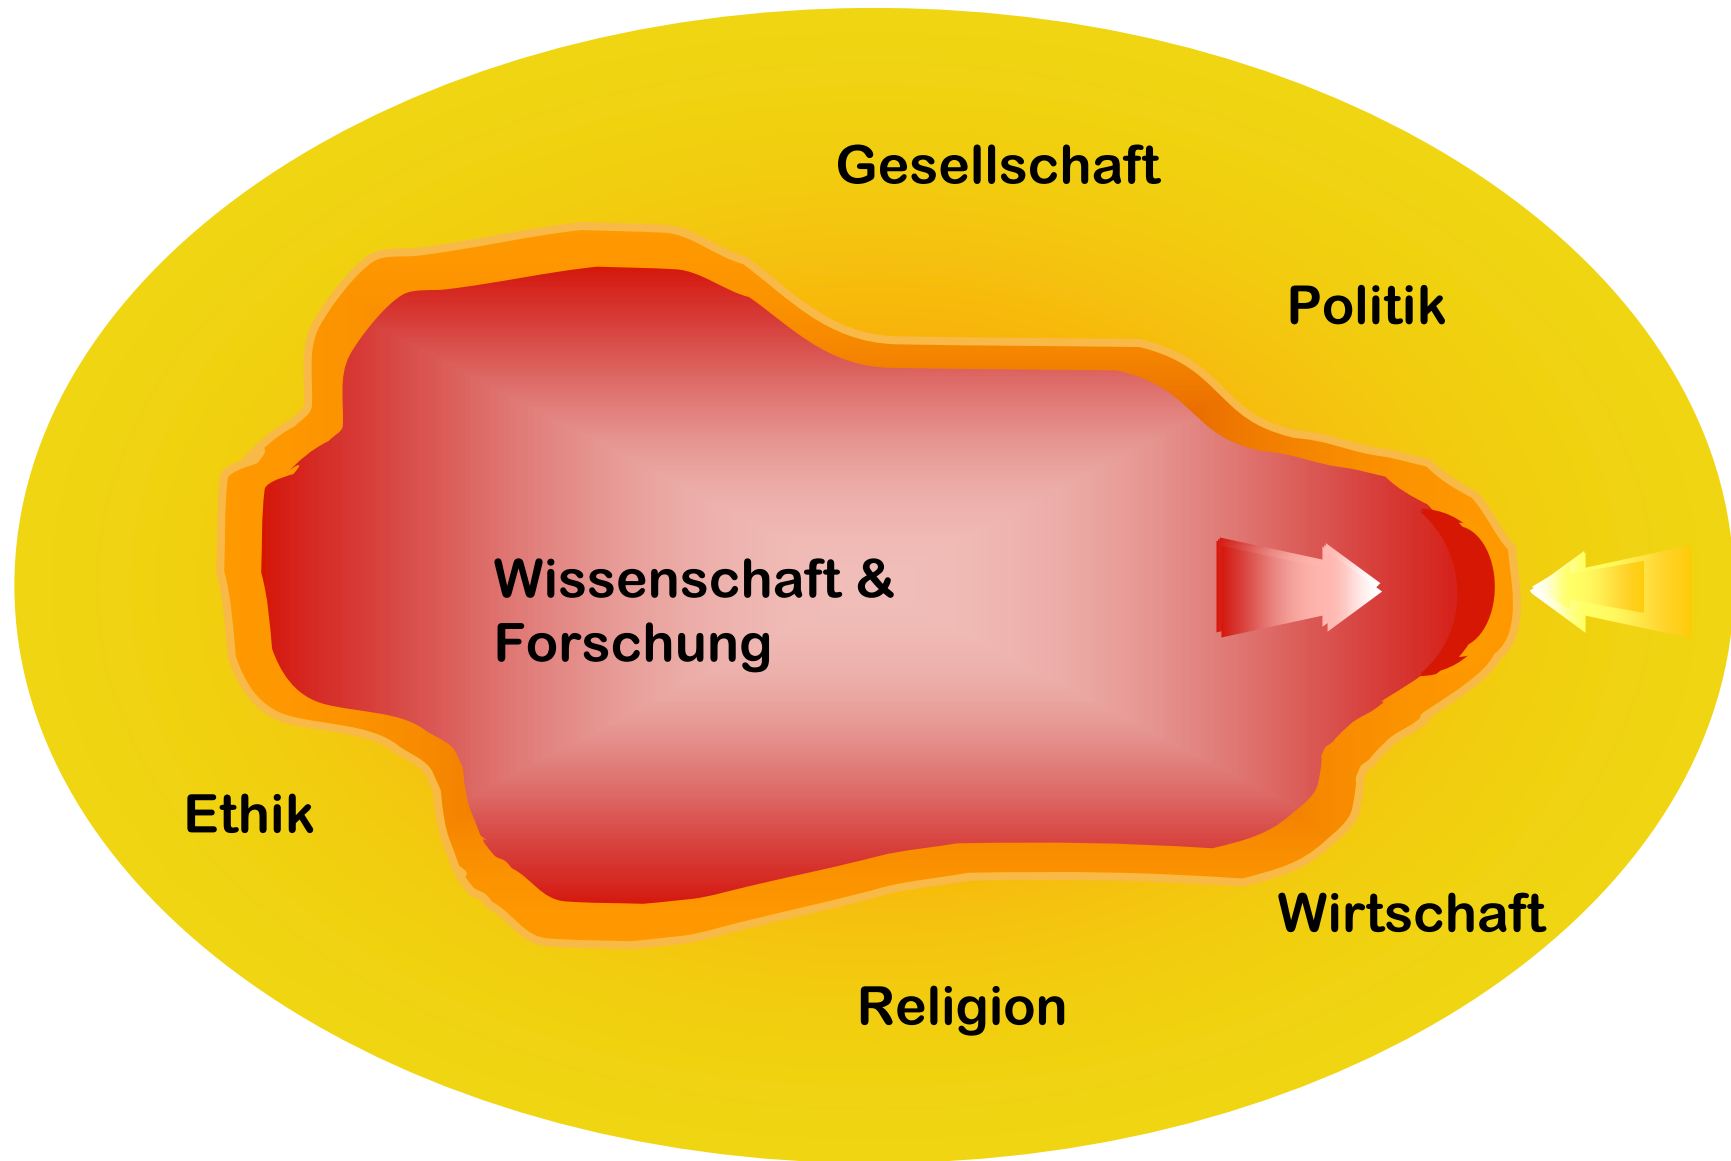 Gesellschaft
Politik
Wissenschaft &
Forschung
Ethik
Wirtschaft
Religion